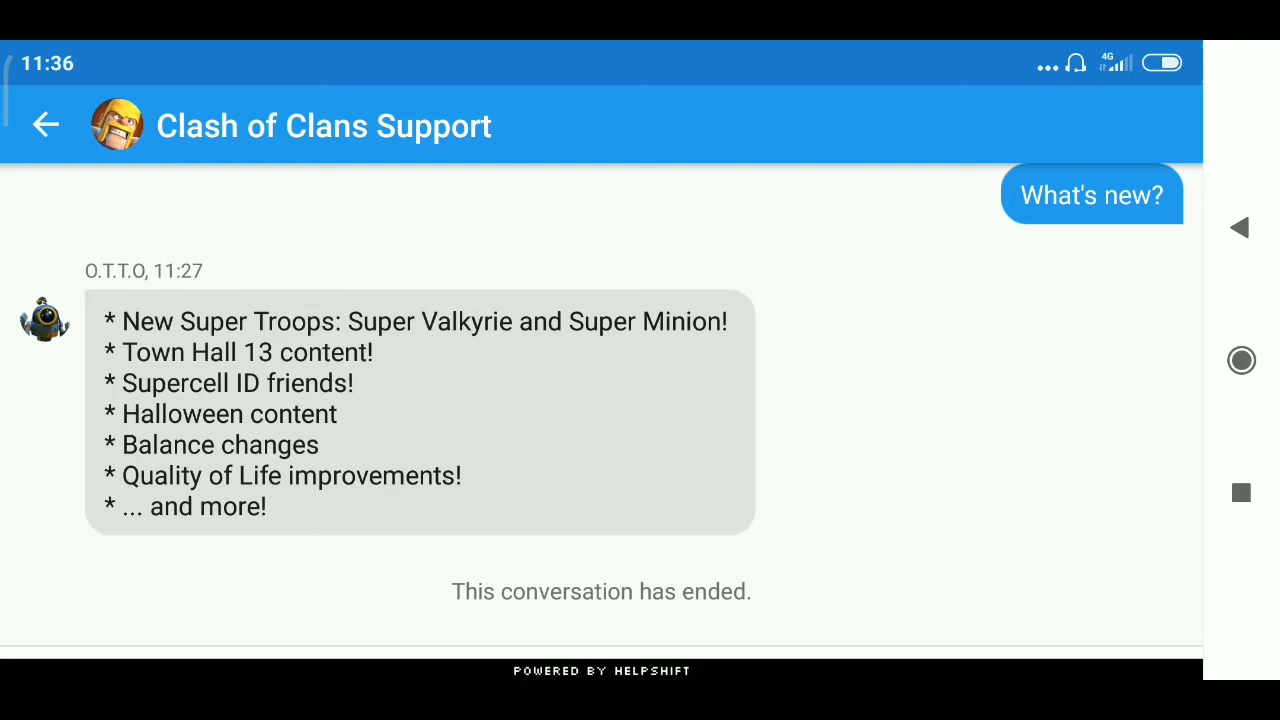 11:36
4G
Clash of Clans Support
What's new?
O.T.T.O, 11:27
* New Super Troops: Super Valkyrie and Super Minion!
* Town Hall 13 content!
* Supercell ID friends!
* Halloween content
* Balance changes
* Quality of Life improvements!
* ... and more!
This conversation has ended.
POWERED BY HELPSHIFT